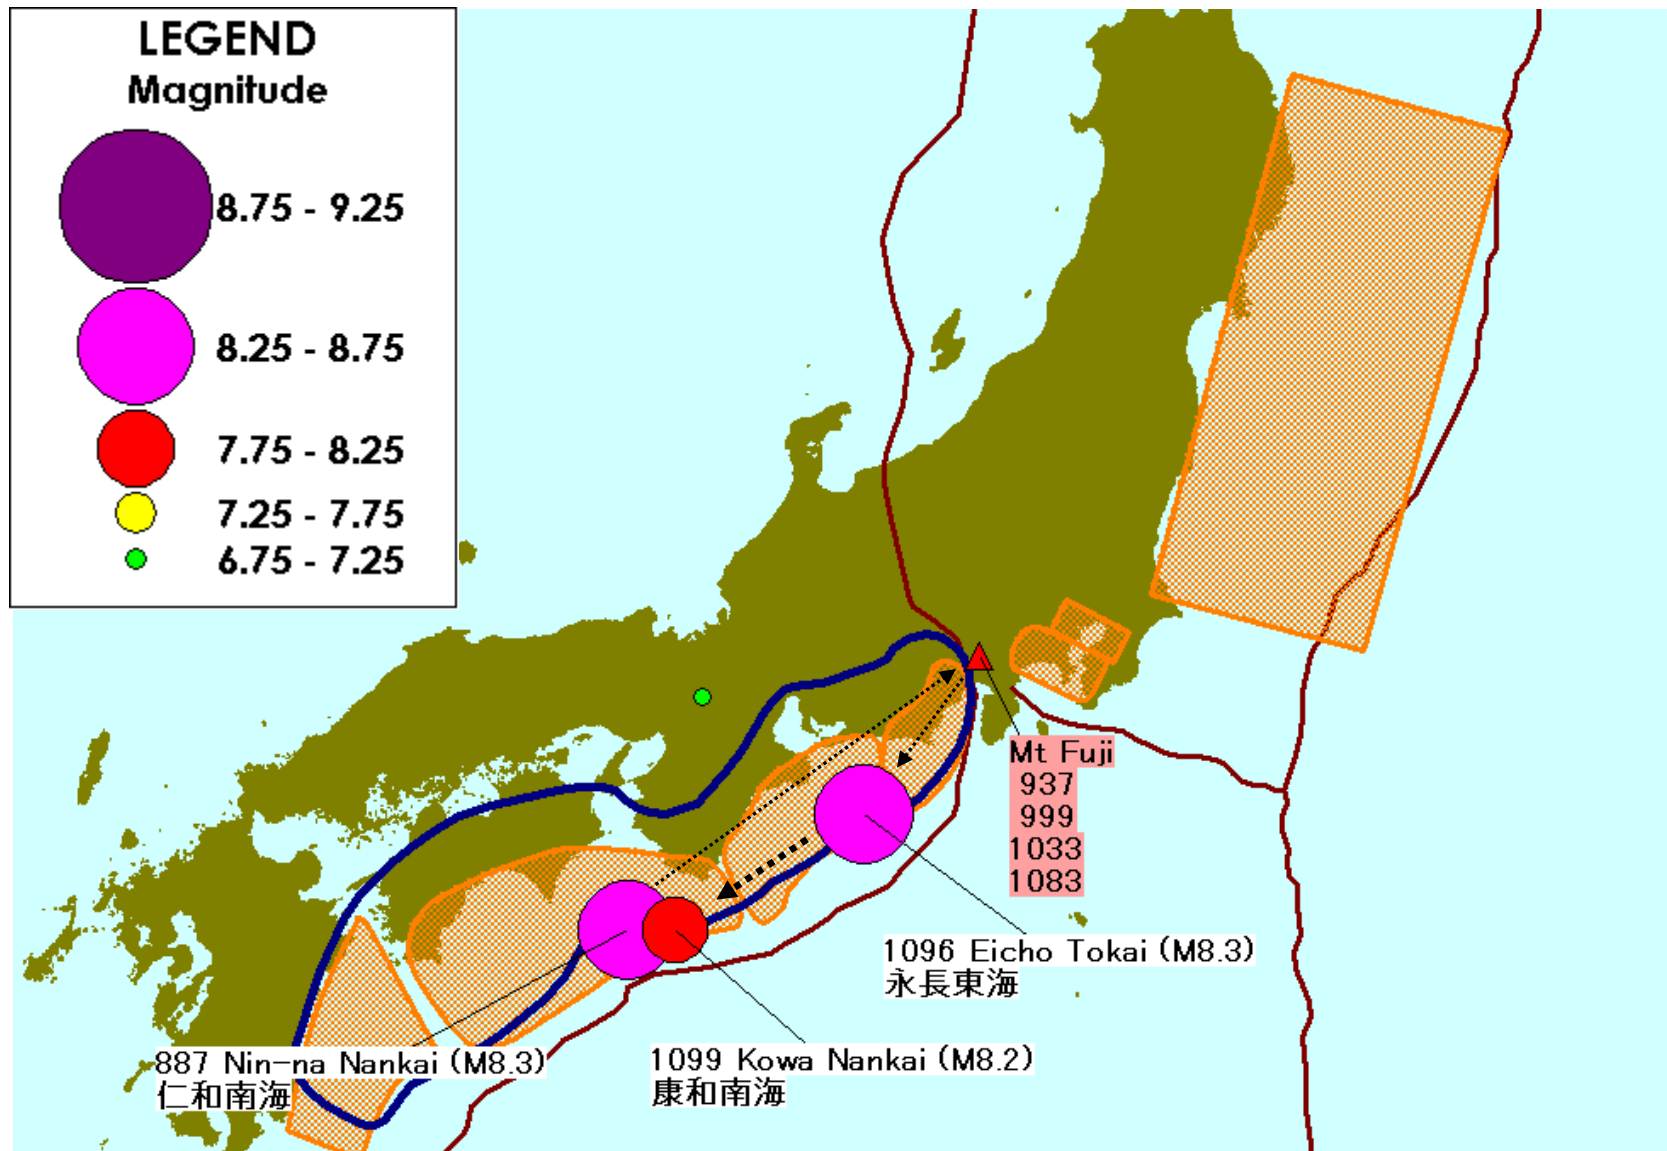 LEGEND
Magnitude
8.75 - 9.25
8.25 - 8.75
7.75 - 8.25
7.25 - 7.75
6.75 - 7.25
Mt Fuji
937
999
1033
1083
1096 Eicho Tokai (M8.3)
永長東海
887 Nin-na Nankai (M8.3)
仁和南海
1099 Kowa Nankai (M8.2)
康和南海